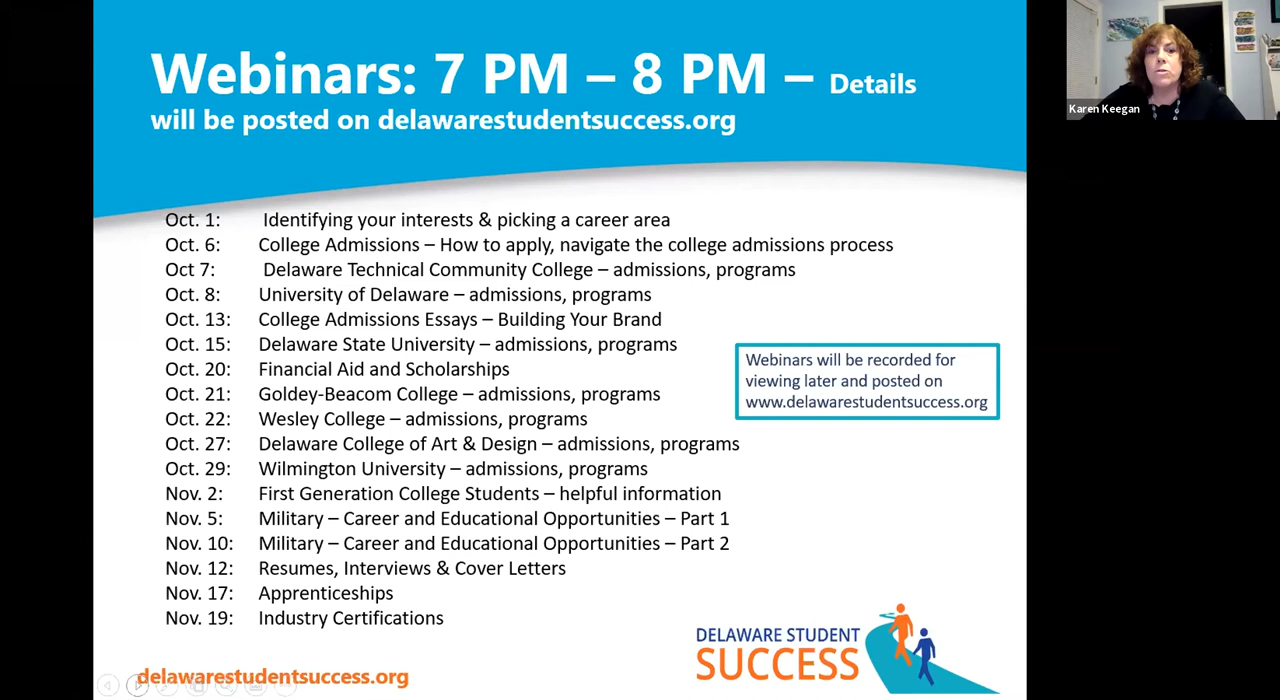 Webinars: 7 PM – 8 PM – Details
will be posted on delawarestudentsuccess.org
Karen Keegan
Oct. 1: Identifying your interests & picking a career area
Oct. 6: College Admissions – How to apply, navigate the college admissions process
Oct 7: Delaware Technical Community College – admissions, programs
Oct. 8: University of Delaware – admissions, programs
Oct. 13: College Admissions Essays – Building Your Brand
Oct. 15: Delaware State University – admissions, programs
Oct. 20: Financial Aid and Scholarships
Oct. 21: Goldey-Beacom College – admissions, programs
Oct. 22: Wesley College – admissions, programs
Oct. 27: Delaware College of Art & Design – admissions, programs
Oct. 29: Wilmington University – admissions, programs
Nov. 2: First Generation College Students – helpful information
Nov. 5: Military – Career and Educational Opportunities – Part 1
Nov. 10: Military – Career and Educational Opportunities – Part 2
Nov. 12: Resumes, Interviews & Cover Letters
Nov. 17: Apprenticeships
Nov. 19: Industry Certifications
Webinars will be recorded for
viewing later and posted on
www.delawarestudentsuccess.org
DELAWARE STUDENT
SUCCESS
delawarestudentsuccess.org